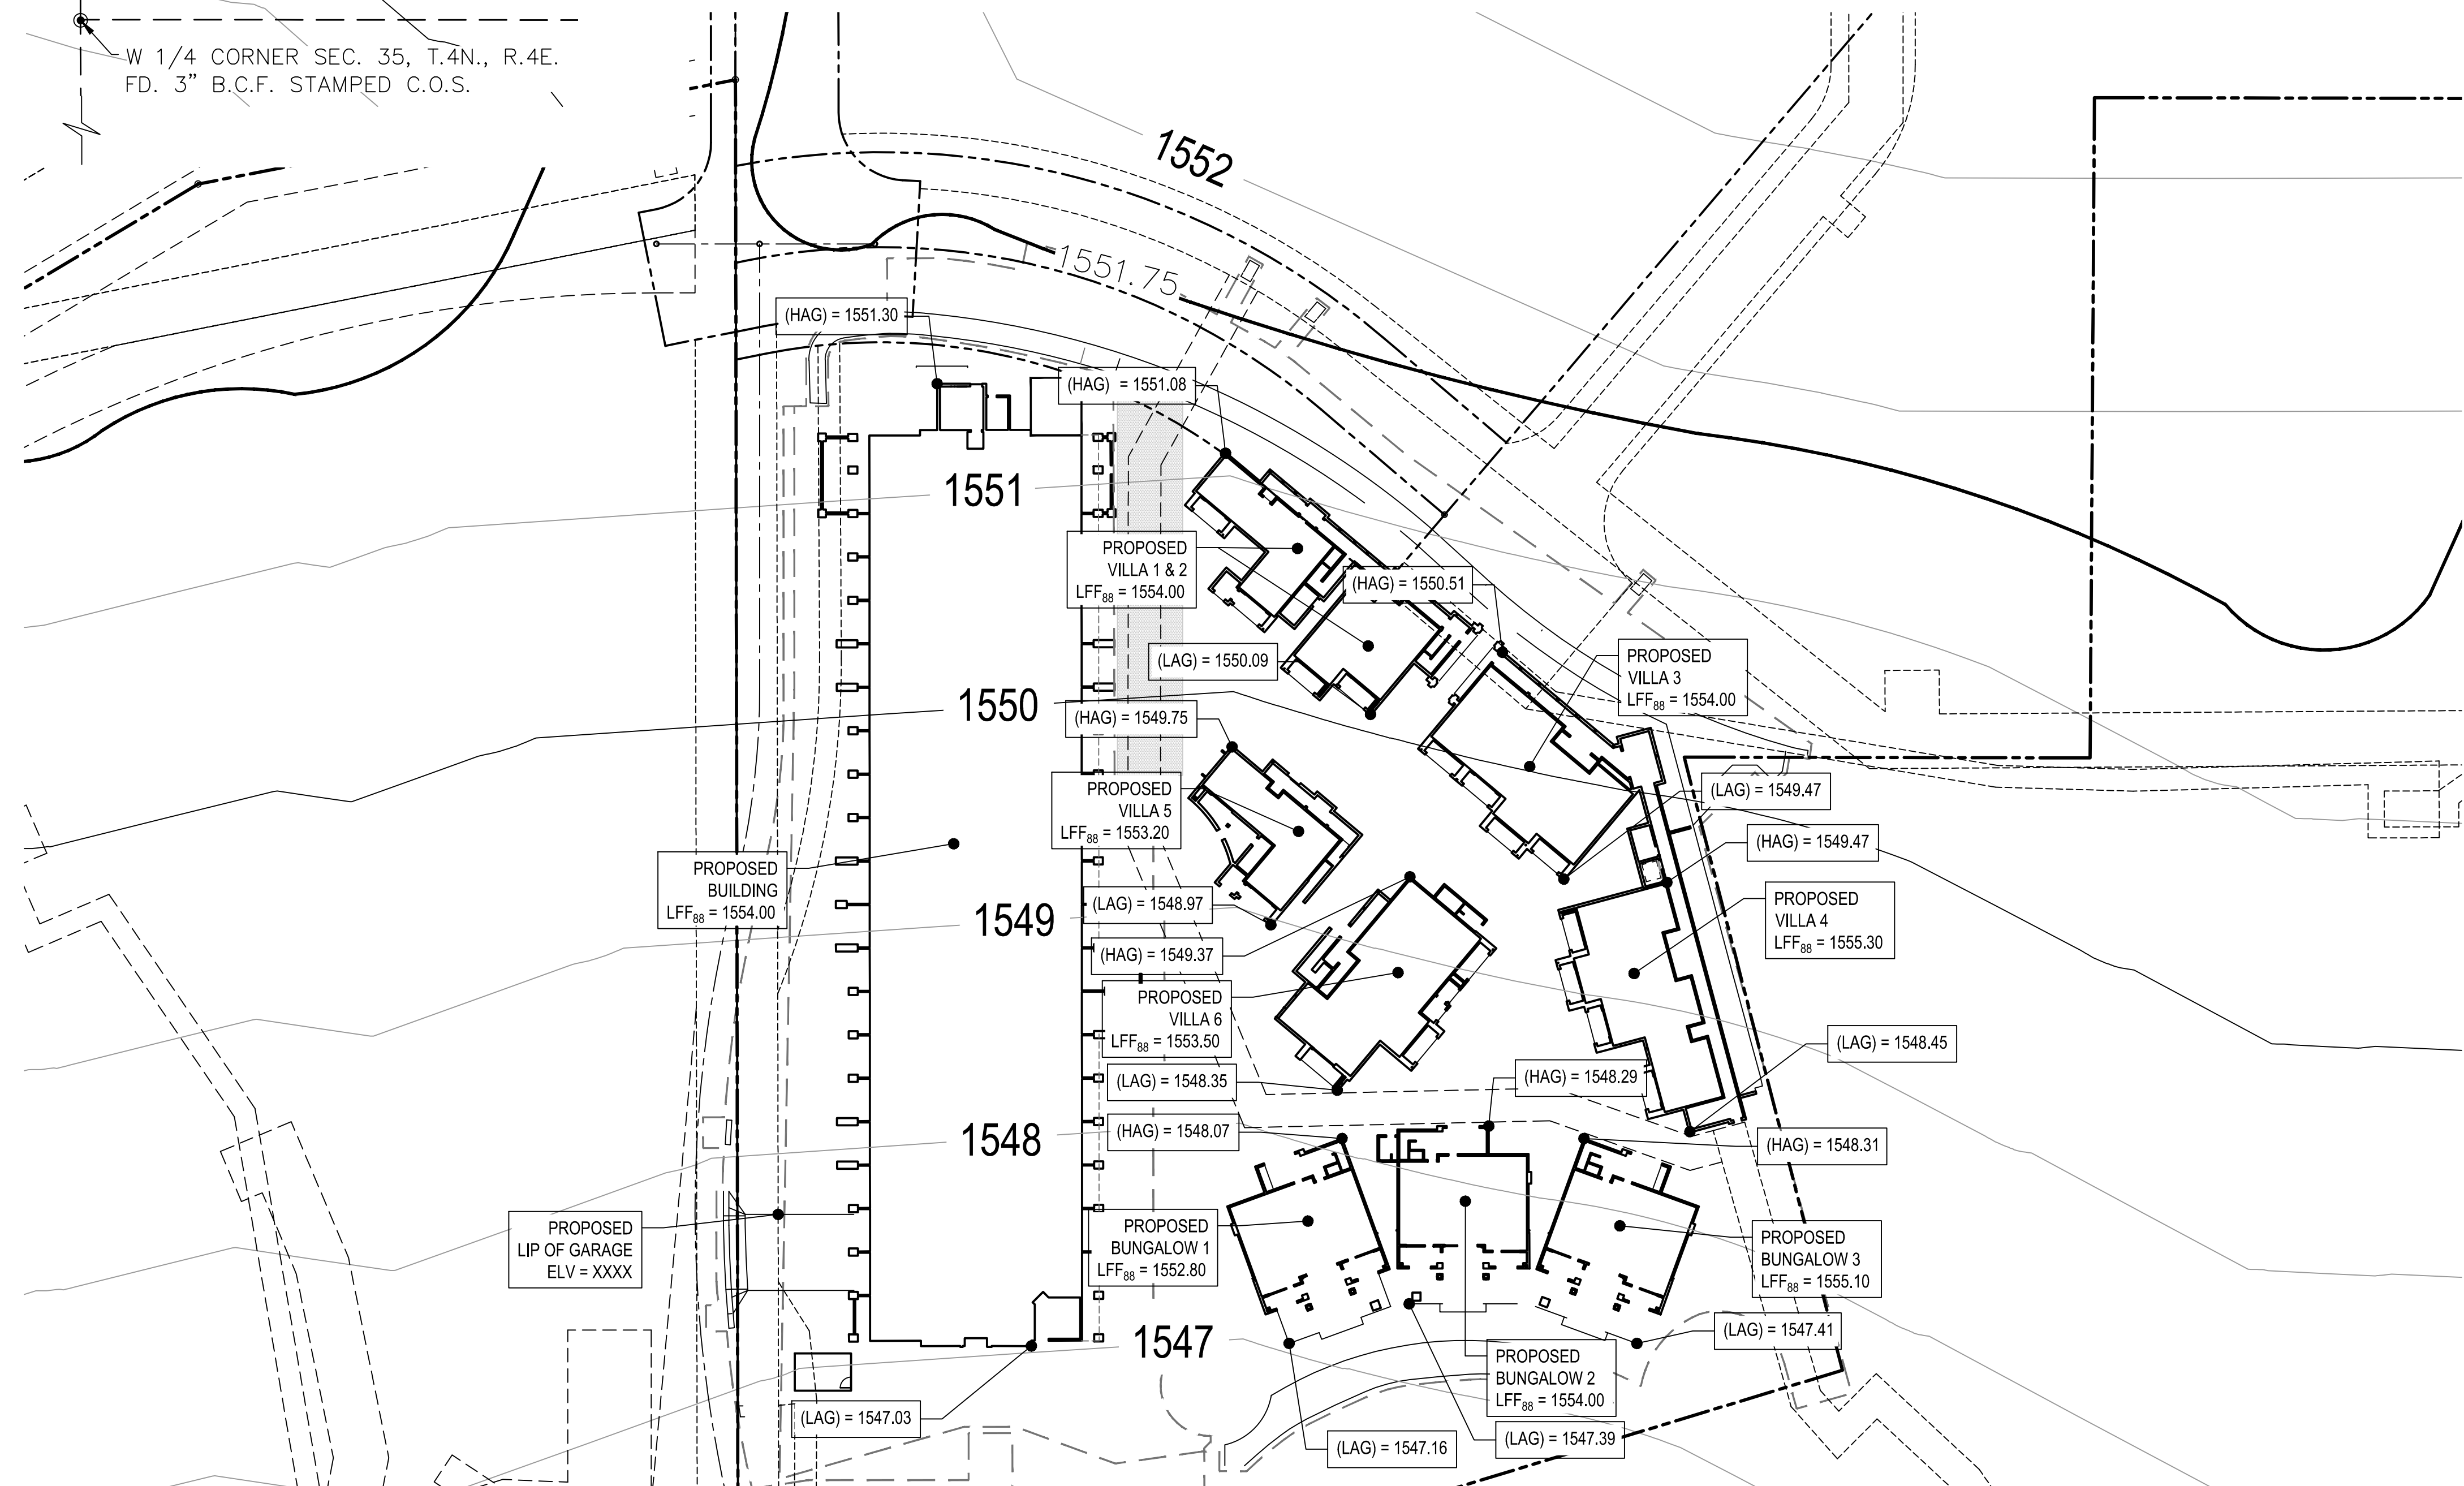 W 1/4 CORNER SEC. 35, T.4N., R.4E.
FD. 3" B.C.F. STAMPED C.O.S.
1552
1551.75
(HAG) = 1551.30
(HAG) = 1551.08
1551
PROPOSED
VILLA 1 & 2
LFF88 = 1554.00
(HAG) = 1550.51
(LAG) = 1550.09
PROPOSED
VILLA 3
LFF88 = 1554.00
1550
(HAG) = 1549.75
PROPOSED
VILLA 5
LFF88 = 1553.20
(LAG) = 1549.47
(HAG) = 1549.47
PROPOSED
BUILDING
LFF88 = 1554.00
(LAG) = 1548.97
1549
PROPOSED
VILLA 4
LFF88 = 1555.30
(HAG) = 1549.37
PROPOSED
VILLA 6
LFF88 = 1553.50
(LAG) = 1548.45
(LAG) = 1548.35
(HAG) = 1548.29
(HAG) = 1548.07
1548
(HAG) = 1548.31
PROPOSED
LIP OF GARAGE
ELV = XXXX
PROPOSED
BUNGALOW 1
LFF88 = 1552.80
PROPOSED
BUNGALOW 3
LFF88 = 1555.10
(LAG) = 1547.41
1547
PROPOSED
BUNGALOW 2
LFF88 = 1554.00
(LAG) = 1547.03
(LAG) = 1547.16
(LAG) = 1547.39